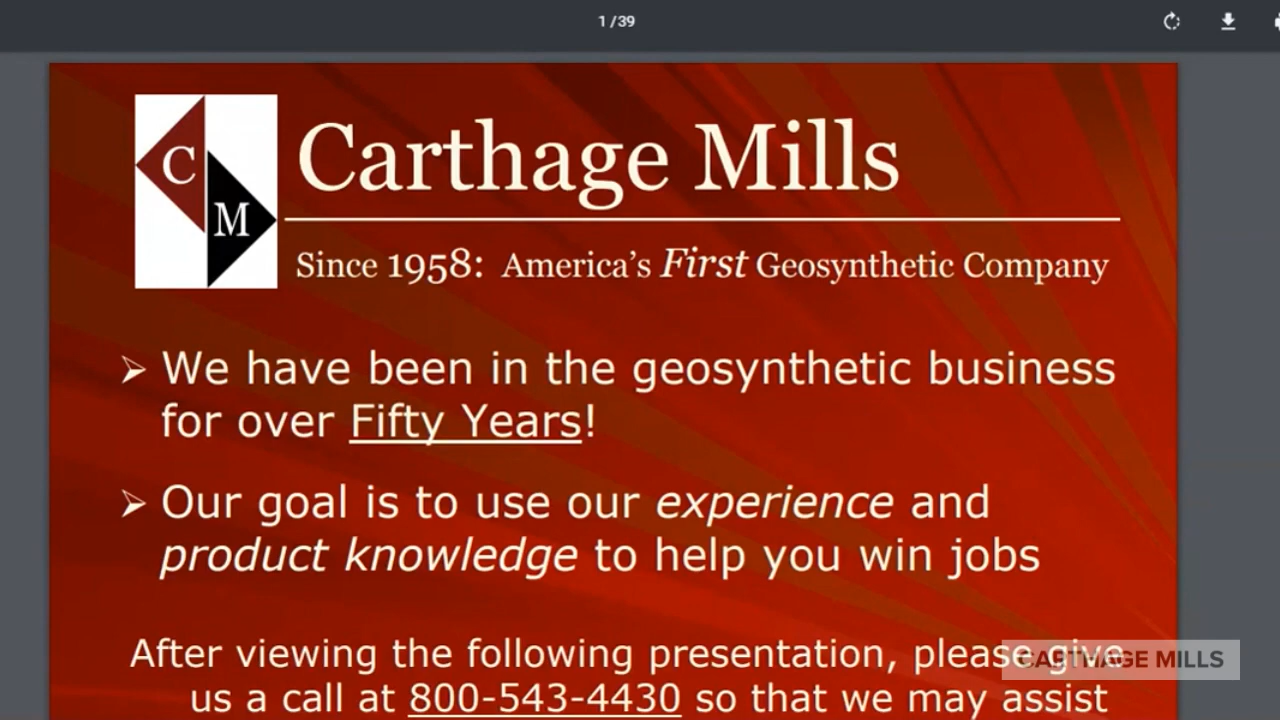 1 / 39
C
M
Carthage Mills
Since 1958: America's First Geosynthetic Company
➢ We have been in the geosynthetic business
for over Fifty Years!
➢ Our goal is to use our experience and
product knowledge to help you win jobs
After viewing the following presentation, please give
us a call at 800-543-4430 so that we may assist
CARTHAGE MILLS